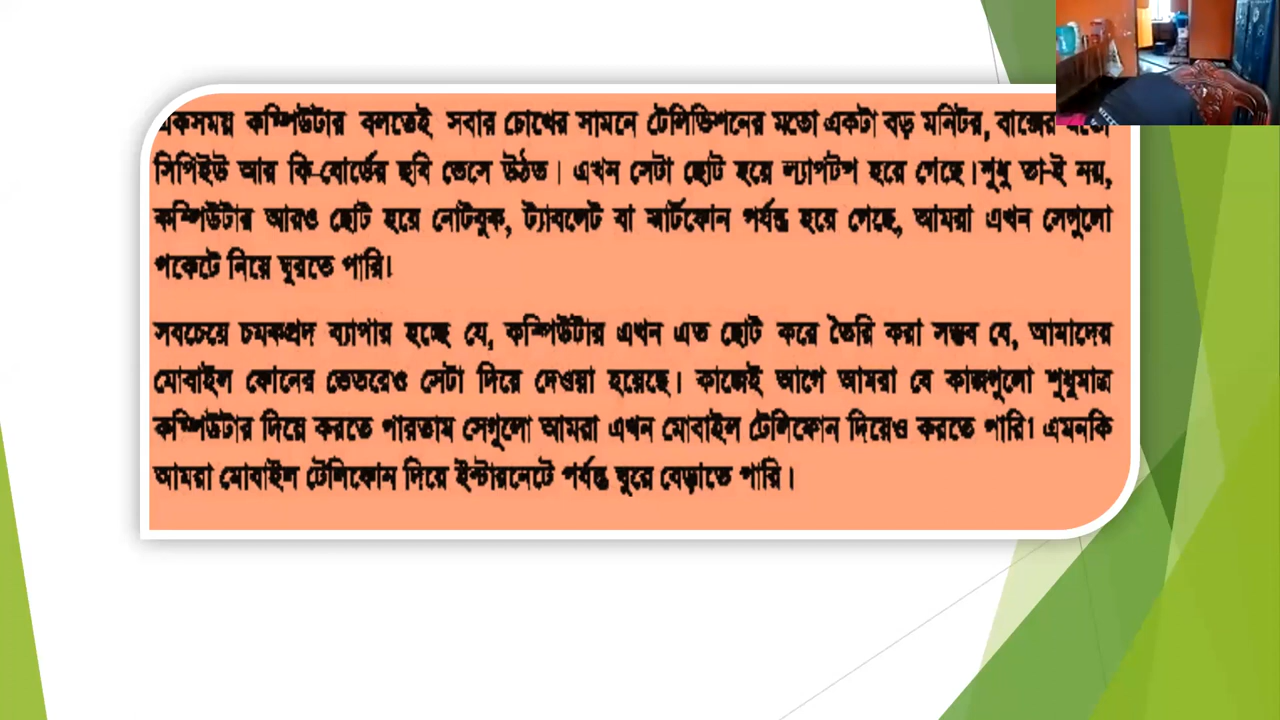 একসময় কম্পিউটার বলতেই সবার চোখের সামনে টেলিভিশনের মতো একটা বড় মনিটর, বাক্সের মতো
সিপিইউ আর কি-বোর্ডের ছবি ভেসে উঠত। এখন সেটা ছোট হয়ে ল্যাপটপ হয়ে গেছে। শুধু তা-ই নয়,
কম্পিউটার আরও ছোট হয়ে নোটবুক, ট্যাবলেট বা স্মার্টফোন পর্যন্ত হয়ে গেছে, আমরা এখন সেগুলো
পকেটে নিয়ে ঘুরতে পারি।
সবচেয়ে চমকপ্রদ ব্যাপার হচ্ছে যে, কম্পিউটার এখন এত ছোট করে তৈরি করা সম্ভব যে, আমাদের
মোবাইল ফোনের ভেতরেও সেটা দিয়ে দেওয়া হয়েছে। কাজেই আগে আমরা যে কাজগুলো শুধুমাত্র
কম্পিউটার দিয়ে করতে পারতাম সেগুলো আমরা এখন মোবাইল টেলিফোন দিয়েও করতে পারি। এমনকি
আমরা মোবাইল টেলিফোন দিয়ে ইন্টারনেটে পর্যন্ত ঘুরে বেড়াতে পারি।